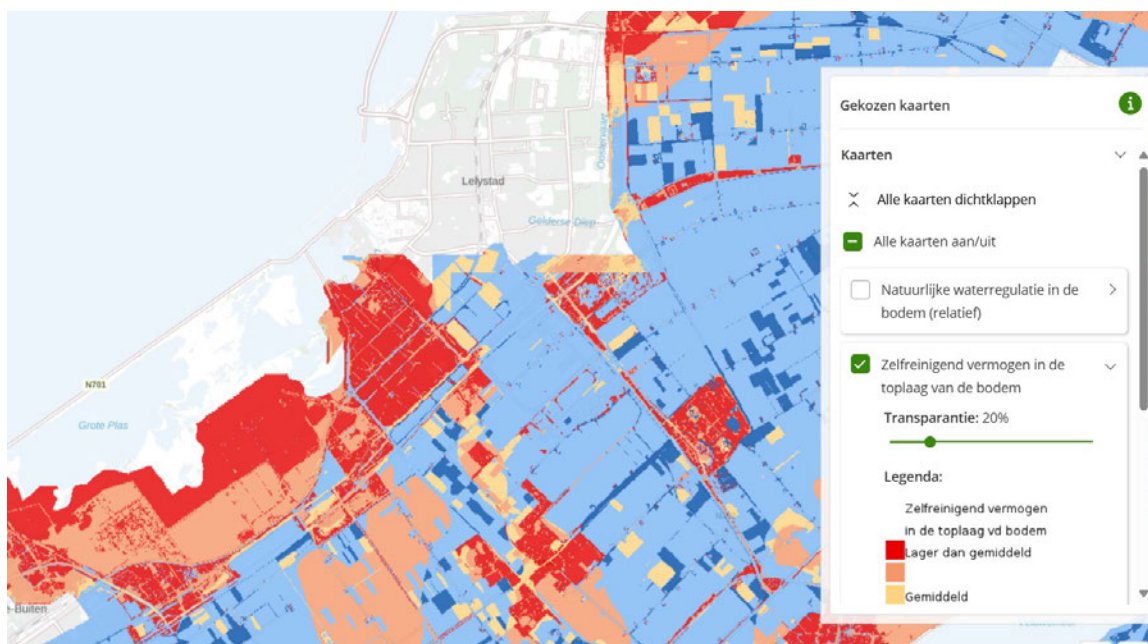 Gekozen kaarten
Kaarten
Alle kaarten dichtklappen
Alle kaarten aan/uit
Natuurlijke waterregulatie in de
bodem (relatief)
Zelfreinigend vermogen in de
toplaag van de bodem
Transparantie: 20%
Legenda:
Zelfreinigend vermogen
in de toplaag vd bodem
Lager dan gemiddeld
Gemiddeld
Lelystad
Gelderse Diep
Oostervaart
N701
Grote Plas
e-Buiten